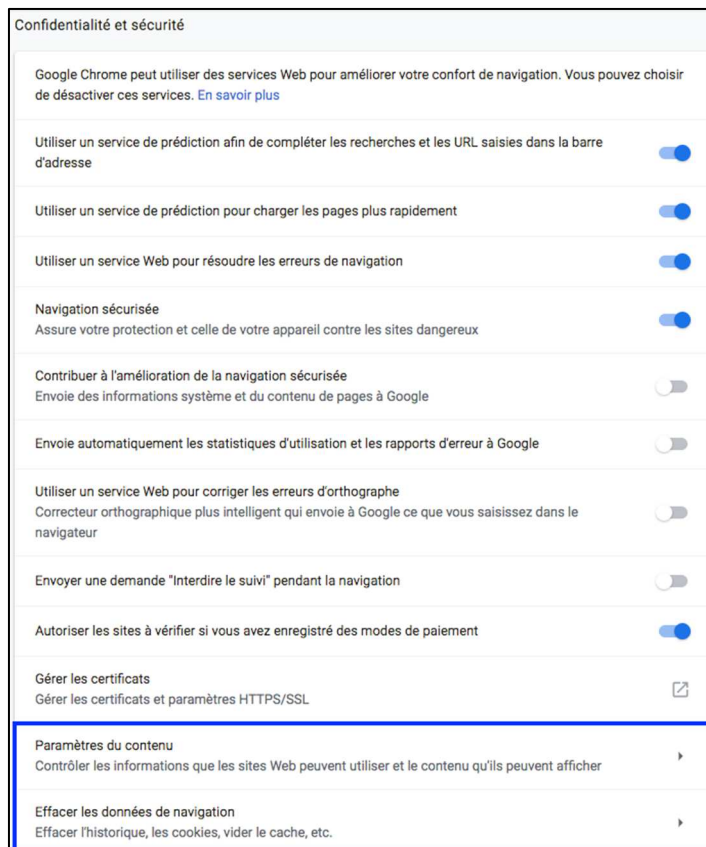 Confidentialité et sécurité
Google Chrome peut utiliser des services Web pour améliorer votre confort de navigation. Vous pouvez choisir
de désactiver ces services. En savoir plus
Utiliser un service de prédiction afin de compléter les recherches et les URL saisies dans la barre
d'adresse
Utiliser un service de prédiction pour charger les pages plus rapidement
Utiliser un service Web pour résoudre les erreurs de navigation
Navigation sécurisée
Assure votre protection et celle de votre appareil contre les sites dangereux
Contribuer à l'amélioration de la navigation sécurisée
Envoie des informations système et du contenu de pages à Google
Envoie automatiquement les statistiques d'utilisation et les rapports d'erreur à Google
Utiliser un service Web pour corriger les erreurs d'orthographe
Correcteur orthographique plus intelligent qui envoie à Google ce que vous saisissez dans le
navigateur
Envoyer une demande "Interdire le suivi" pendant la navigation
Autoriser les sites à vérifier si vous avez enregistré des modes de paiement
Gérer les certificats
Gérer les certificats et paramètres HTTPS/SSL
Paramètres du contenu
Contrôler les informations que les sites Web peuvent utiliser et le contenu qu'ils peuvent afficher
Effacer les données de navigation
Effacer l'historique, les cookies, vider le cache, etc.